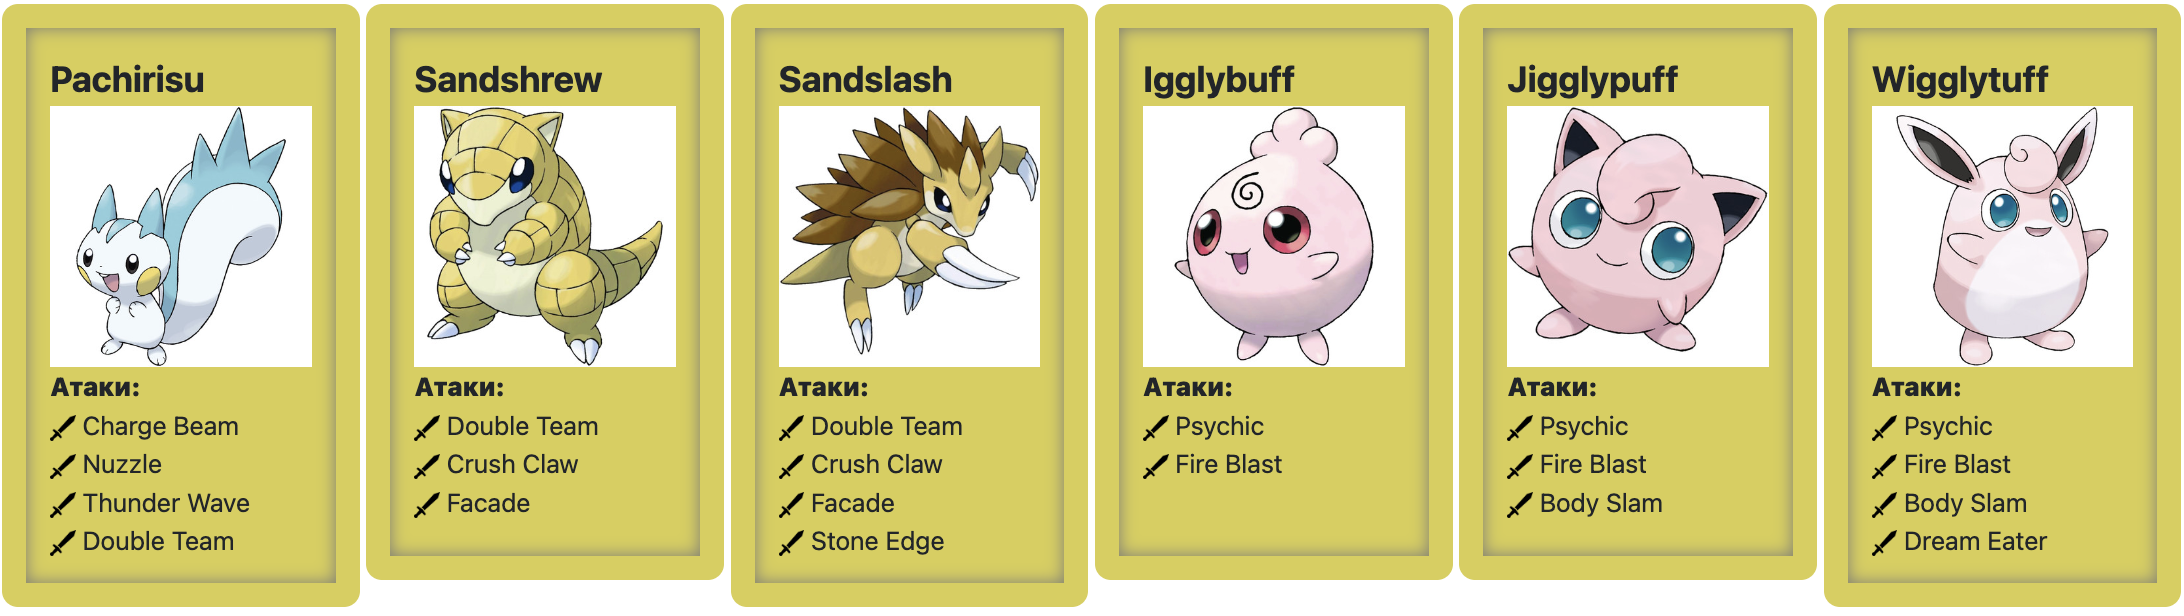 Pachirisu
Атаки:
Charge Beam
Nuzzle
Thunder Wave
Double Team
Sandshrew
Атаки:
Double Team
Crush Claw
Facade
Sandslash
Атаки:
Double Team
Crush Claw
Facade
Stone Edge
Igglybuff
Атаки:
Psychic
Fire Blast
Jigglypuff
Атаки:
Psychic
Fire Blast
Body Slam
Wigglytuff
Атаки:
Psychic
Fire Blast
Body Slam
Dream Eater